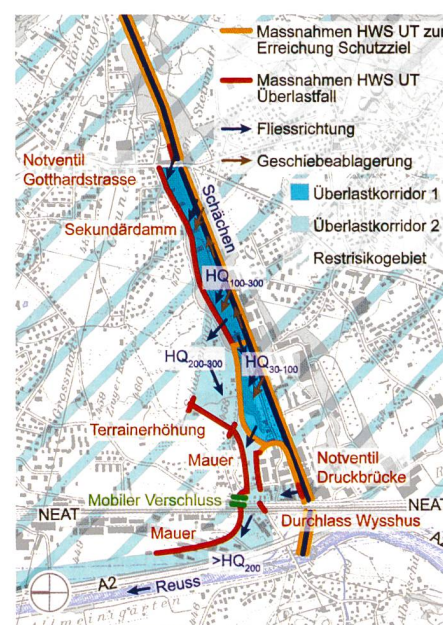 Massnahmen HWS UT zur
Erreichung Schutzziel
Massnahmen HWS UT
Überlastfall
Fliessrichtung
Geschiebeablagerung
Überlastkorridor 1
Überlastkorridor 2
Restrisikogebiet
Notventil
Gotthardstrasse
Schächen
Sekundärdamm
HQ100-300
HQ200-300
HQ30-100
Terrainerhöhung
Mauer
Notventil
Druckbrücke
Mobiler Verschluss
NEAT
NEAT
Durchlass Wysshus
Mauer
>HQ200
A2
A2
Reuss